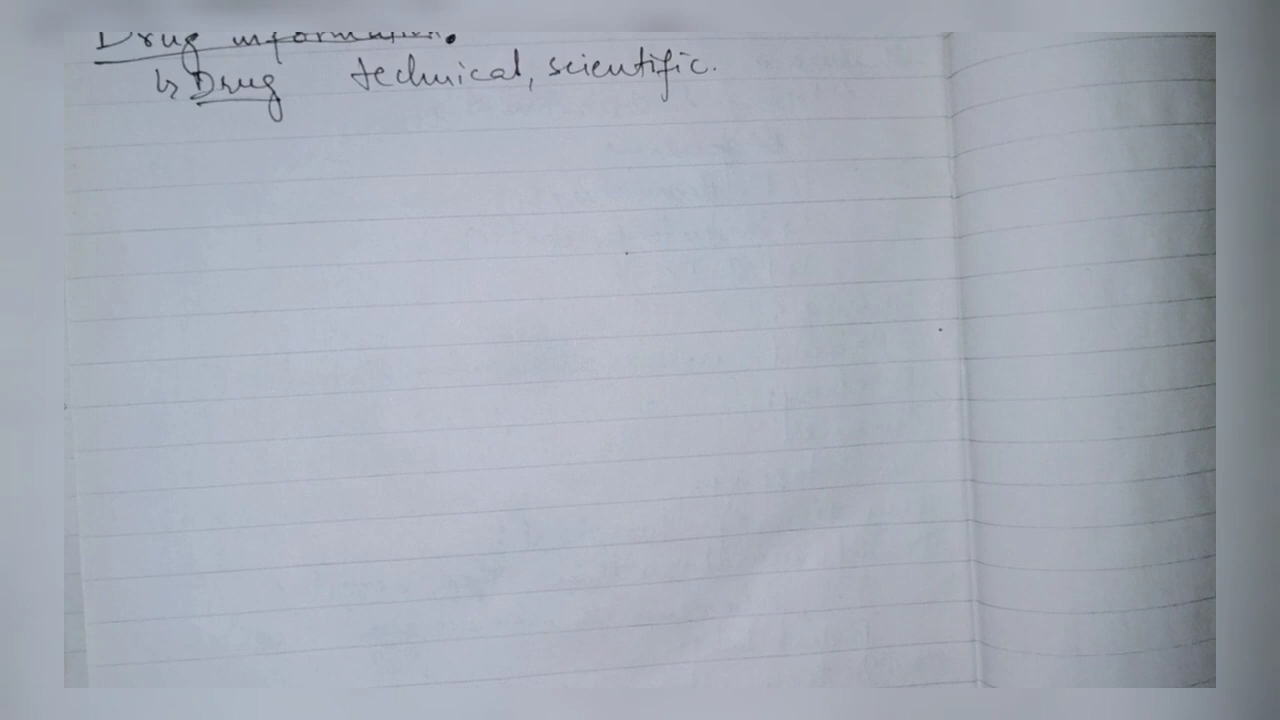 Drug information.
↳ Drug technical, scientific.